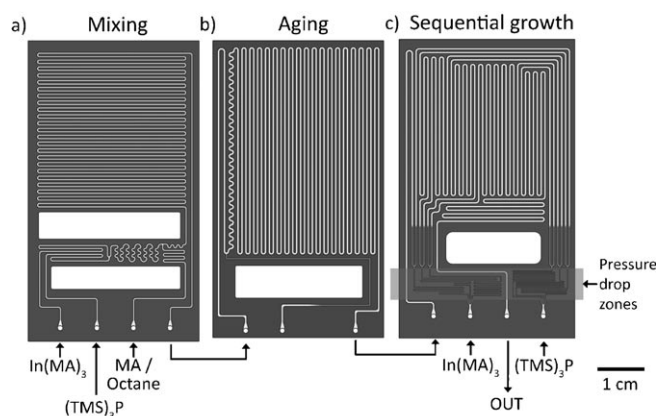 a) Mixing
b) Aging
c) Sequential growth
Pressure
drop
zones
In(MA)₃
(TMS)₃P
MA /
Octane
In(MA)₃
(TMS)₃P
OUT
1 cm